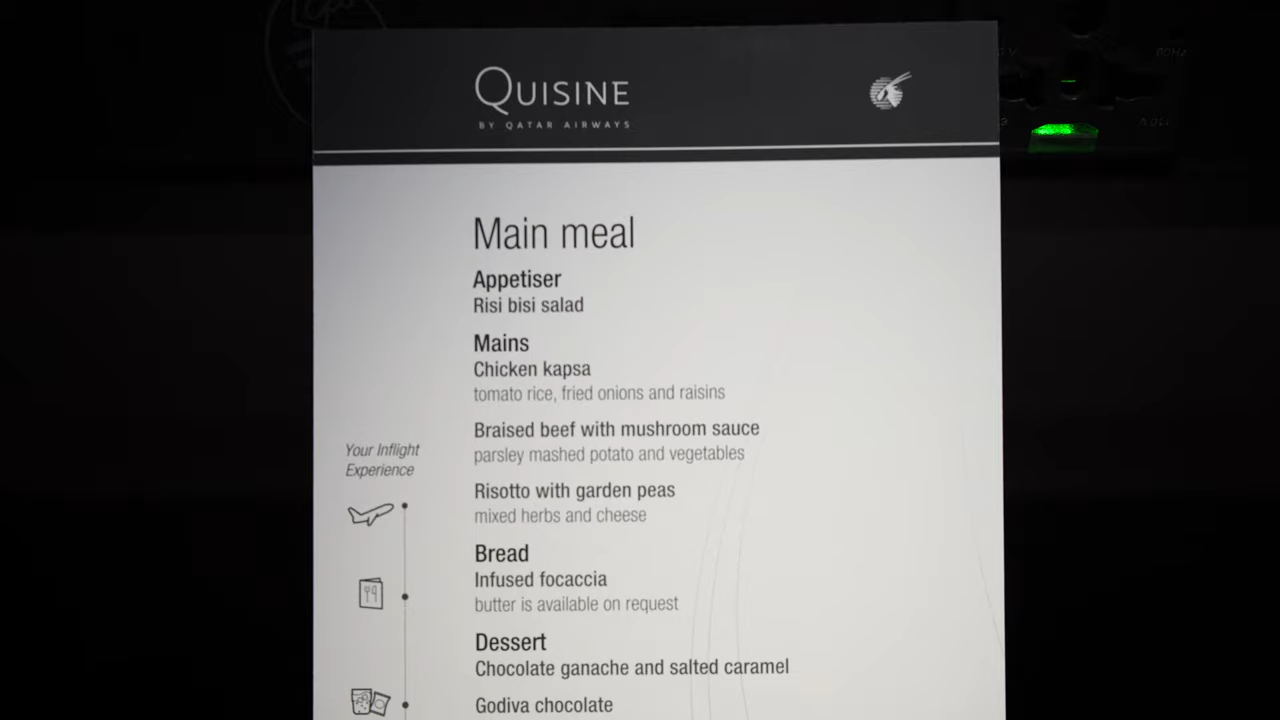 QUISINE
BY QATAR AIRWAYS
Main meal
Appetiser
Risi bisi salad
Mains
Chicken kapsa
tomato rice, fried onions and raisins
Braised beef with mushroom sauce
parsley mashed potato and vegetables
Your Inflight
Experience
Risotto with garden peas
mixed herbs and cheese
Bread
Infused focaccia
butter is available on request
Dessert
Chocolate ganache and salted caramel
Godiva chocolate